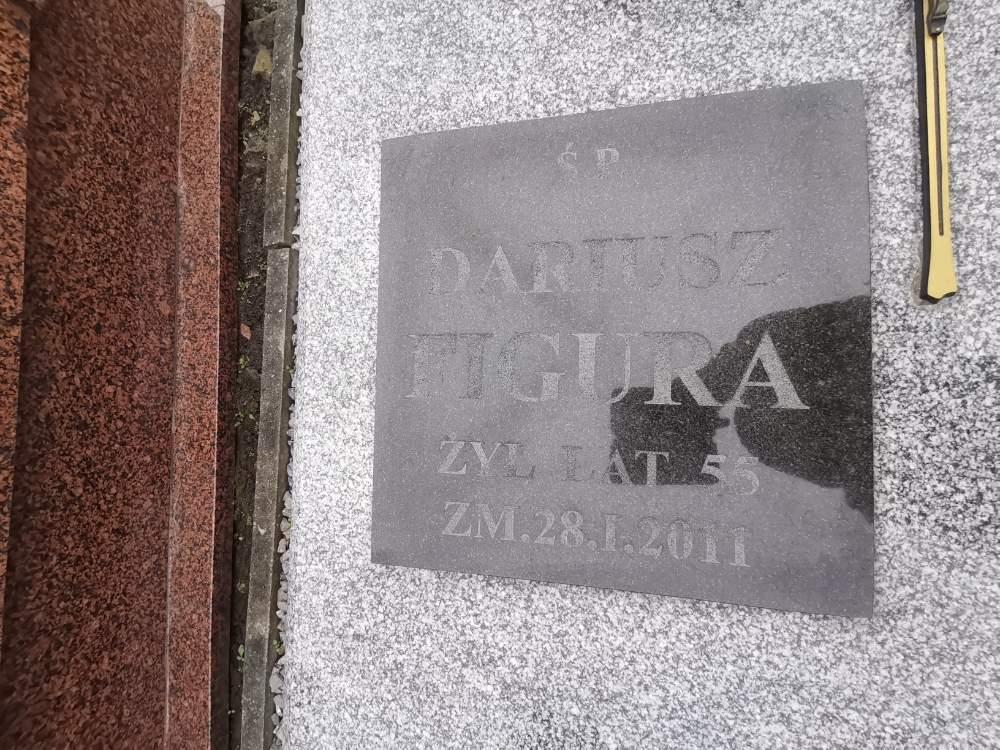 Ś.P.
DARIUSZ
FIGURA
ŻYŁ LAT 55
ZM.28.I.2011